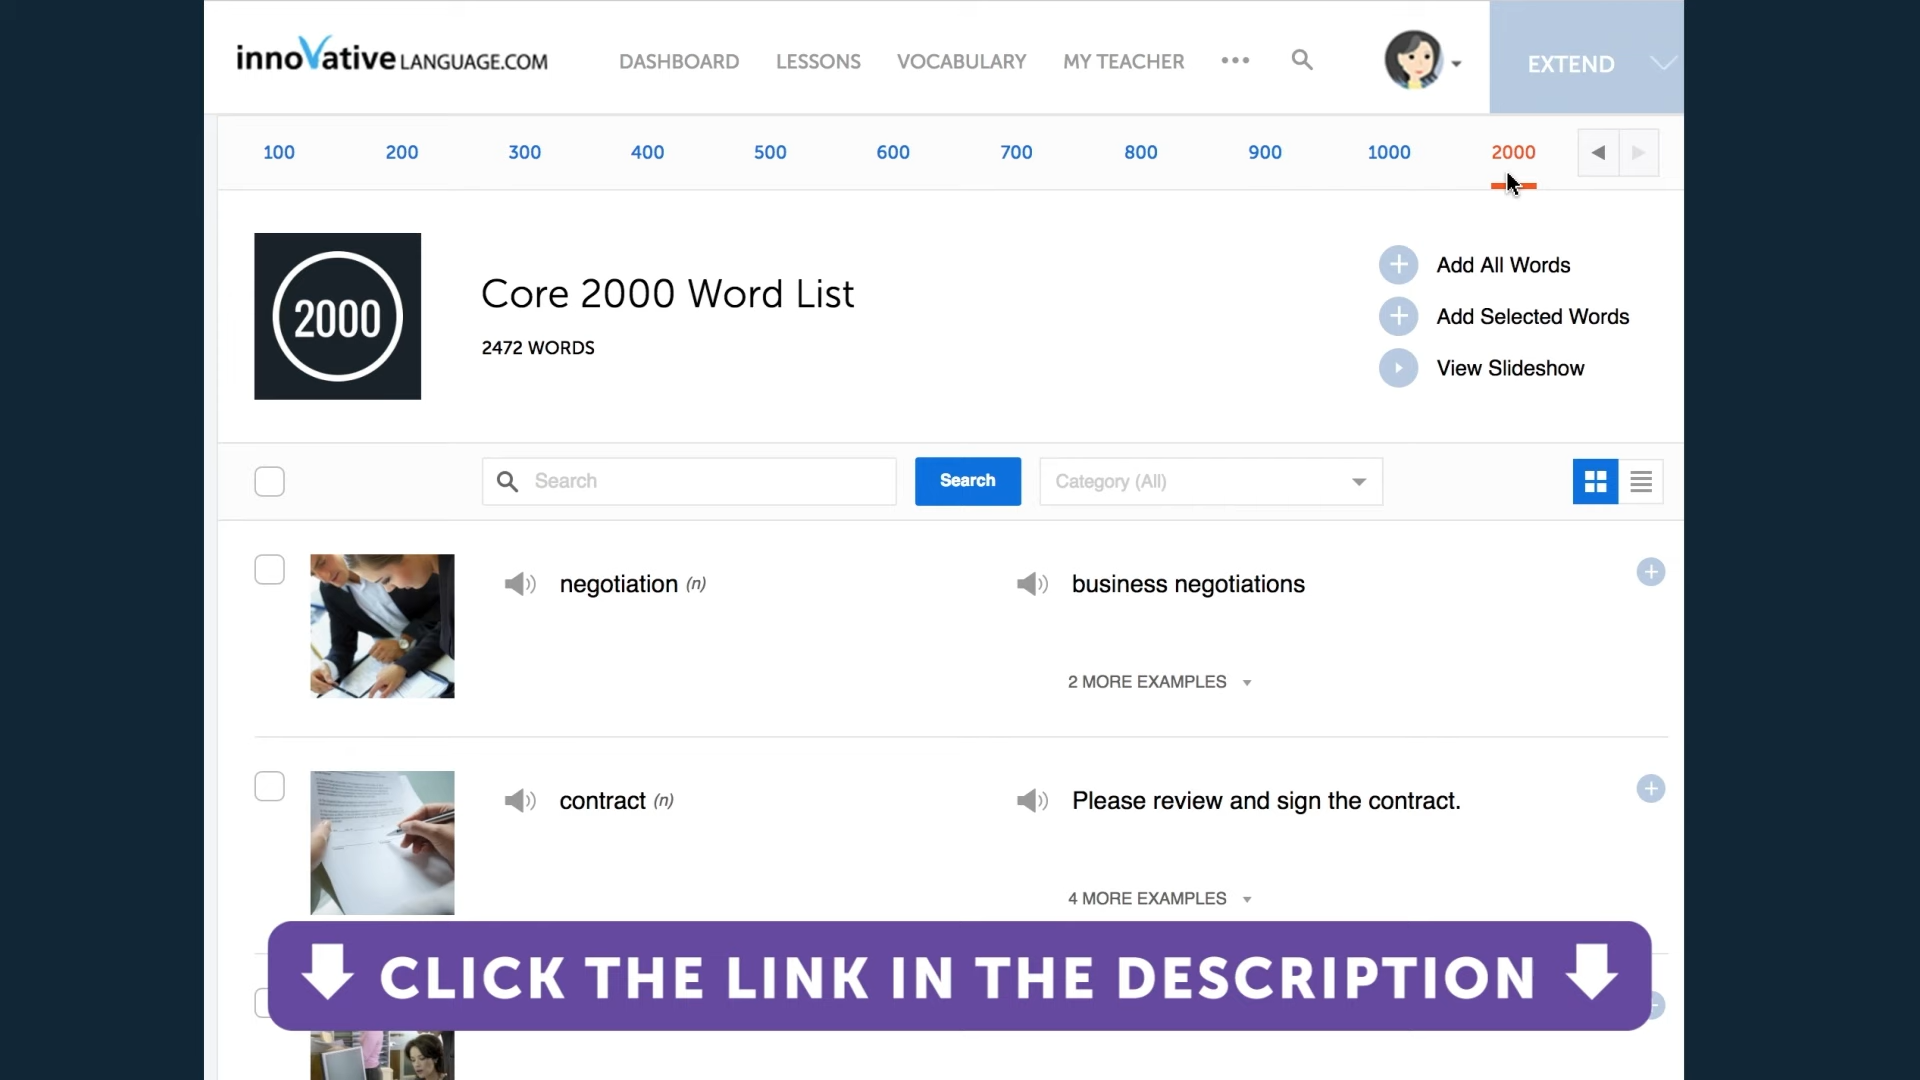 innoVative LANGUAGE.COM
DASHBOARD LESSONS VOCABULARY MY TEACHER ••• EXTEND
100 200 300 400 500 600 700 800 900 1000 2000
2000
Core 2000 Word List
2472 WORDS
Add All Words
Add Selected Words
View Slideshow
Search Search Category (All)
negotiation (n) business negotiations
2 MORE EXAMPLES
contract (n) Please review and sign the contract.
4 MORE EXAMPLES
CLICK THE LINK IN THE DESCRIPTION